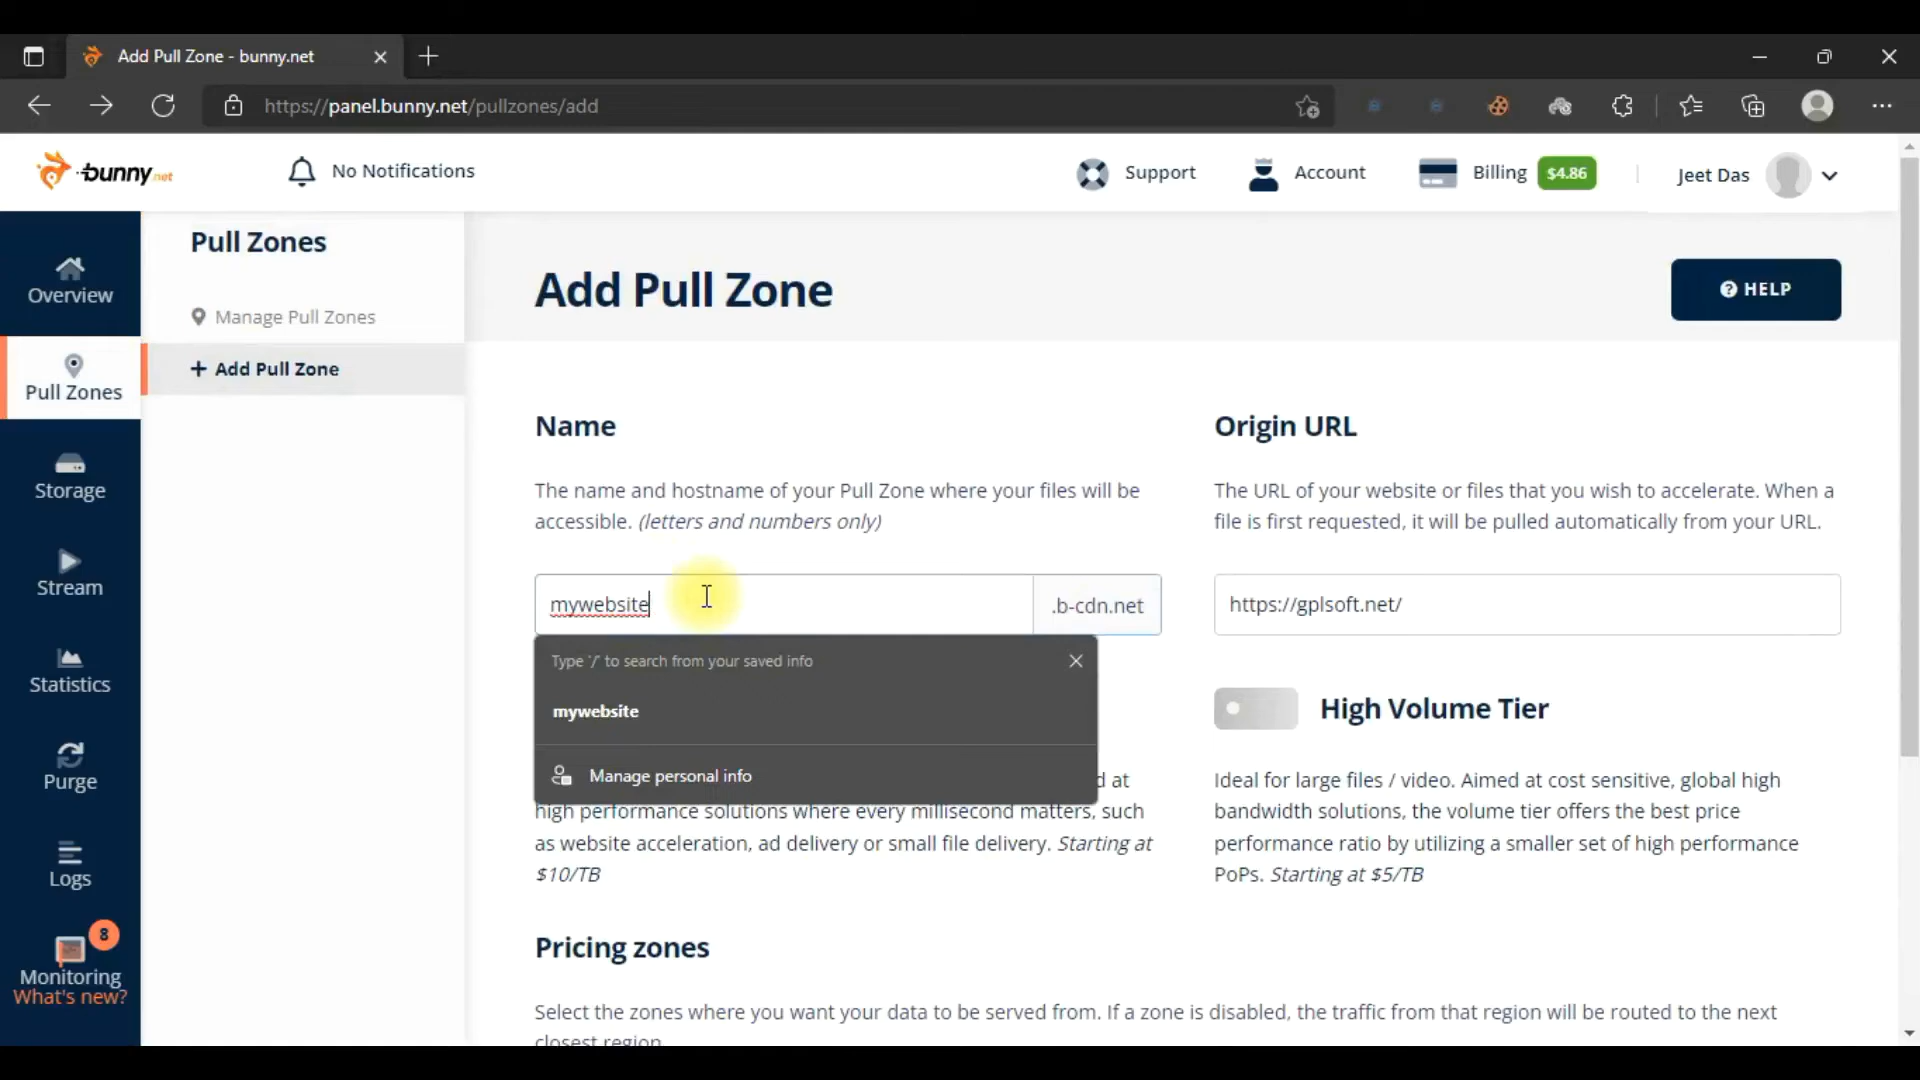 Add Pull Zone - bunny.net
https://panel.bunny.net/pullzones/add
bunny.net
No Notifications
Support
Account
Billing
$4.86
Jeet Das
Overview
Pull Zones
Storage
Stream
Statistics
Purge
Logs
8
Monitoring
What's new?
Pull Zones
Manage Pull Zones
+ Add Pull Zone
Add Pull Zone
? HELP
Name
The name and hostname of your Pull Zone where your files will be
accessible. (letters and numbers only)
mywebsite
.b-cdn.net
Type '/' to search from your saved info
mywebsite
Manage personal info
d at
high performance solutions where every millisecond matters, such
as website acceleration, ad delivery or small file delivery. Starting at
$10/TB
Origin URL
The URL of your website or files that you wish to accelerate. When a
file is first requested, it will be pulled automatically from your URL.
https://gplsoft.net/
High Volume Tier
Ideal for large files / video. Aimed at cost sensitive, global high
bandwidth solutions, the volume tier offers the best price
performance ratio by utilizing a smaller set of high performance
PoPs. Starting at $5/TB
Pricing zones
Select the zones where you want your data to be served from. If a zone is disabled, the traffic from that region will be routed to the next
closest region